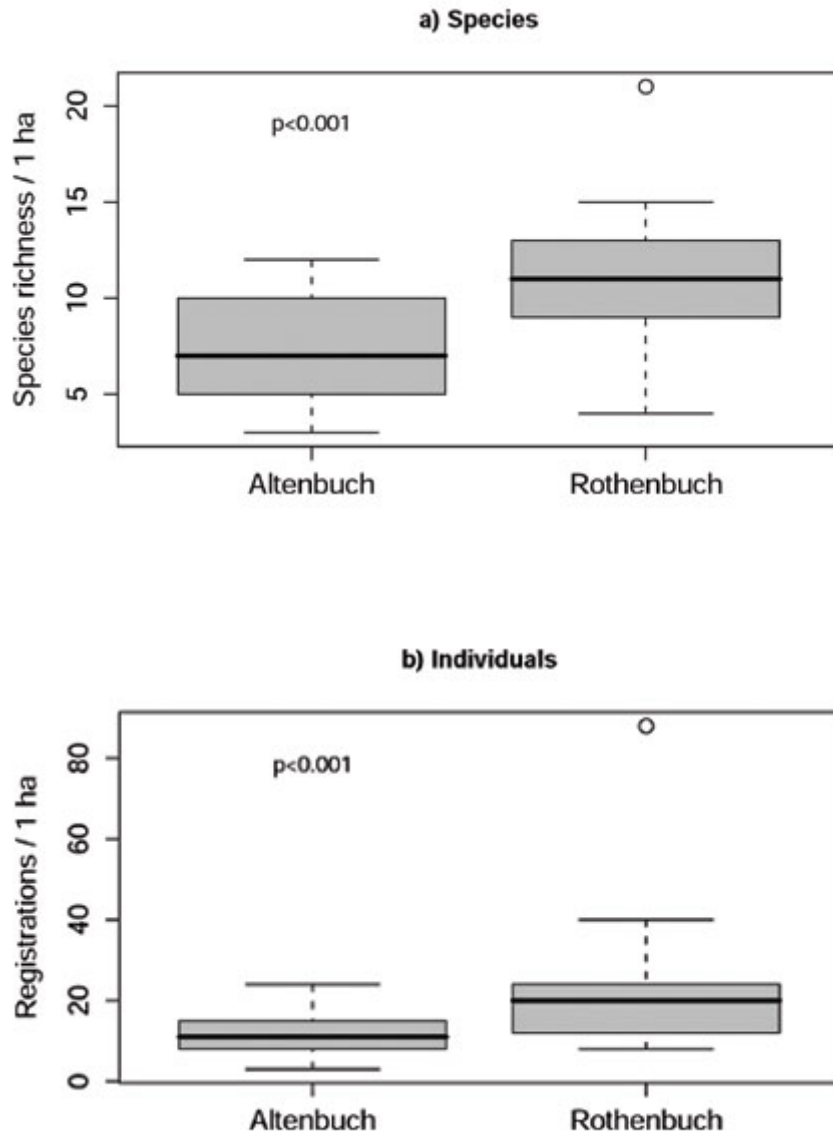 a) Species
Species richness / 1 ha
20
15
10
5
p<0.001
Altenbuch
Rothenbuch
b) Individuals
Registrations / 1 ha
80
60
40
20
0
p<0.001
Altenbuch
Rothenbuch